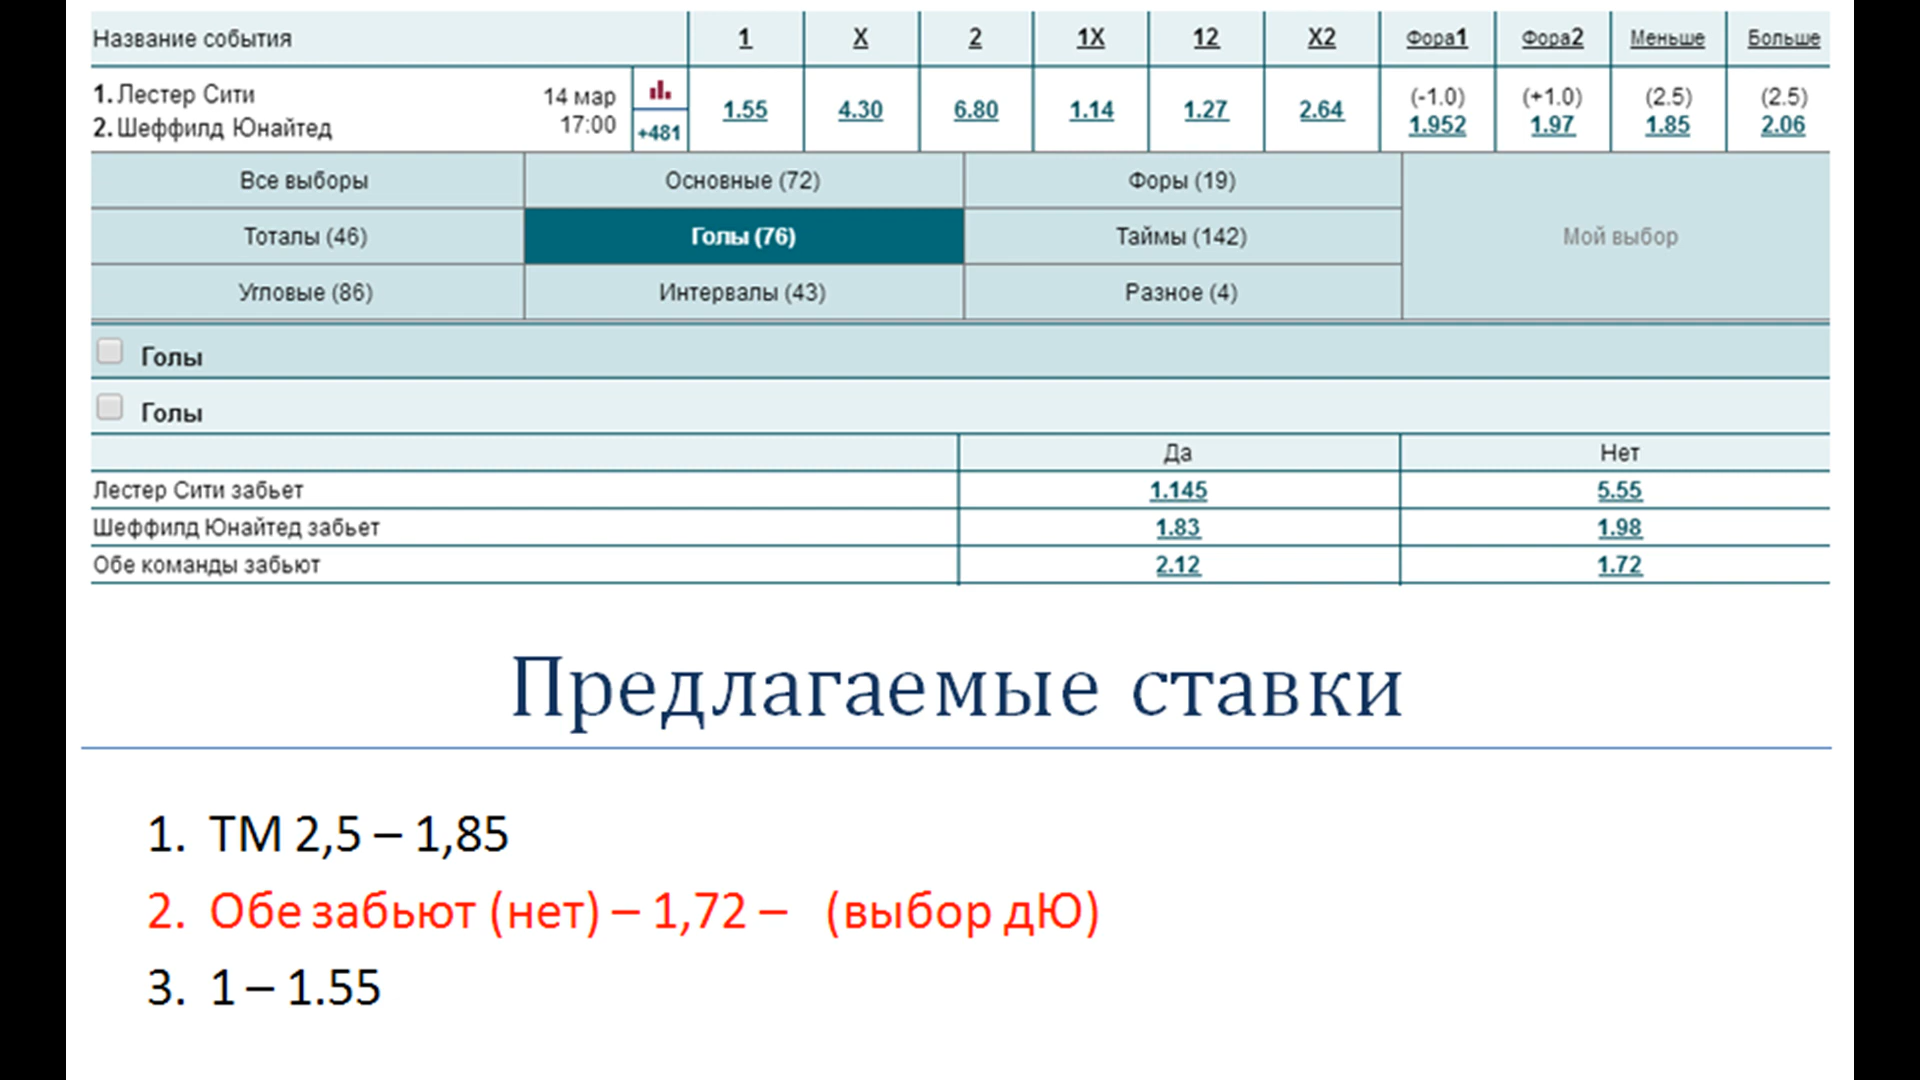 Название события 1 X 2 1X 12 X2 Фора1 Фора2 Меньше Больше
1. Лестер Сити 14 мар (-1.0) (+1.0) (2.5) (2.5)
2. Шеффилд Юнайтед 17:00 +481 1.55 4.30 6.80 1.14 1.27 2.64 1.952 1.97 1.85 2.06
Все выборы Основные (72) Форы (19)
Тоталы (46) Голы (76) Таймы (142) Мой выбор
Угловые (86) Интервалы (43) Разное (4)
Голы
Голы
Да Нет
Лестер Сити забьет 1.145 5.55
Шеффилд Юнайтед забьет 1.83 1.98
Обе команды забьют 2.12 1.72
Предлагаемые ставки
1. ТМ 2,5 – 1,85
2. Обе забьют (нет) – 1,72 – (выбор дЮ)
3. 1 – 1.55